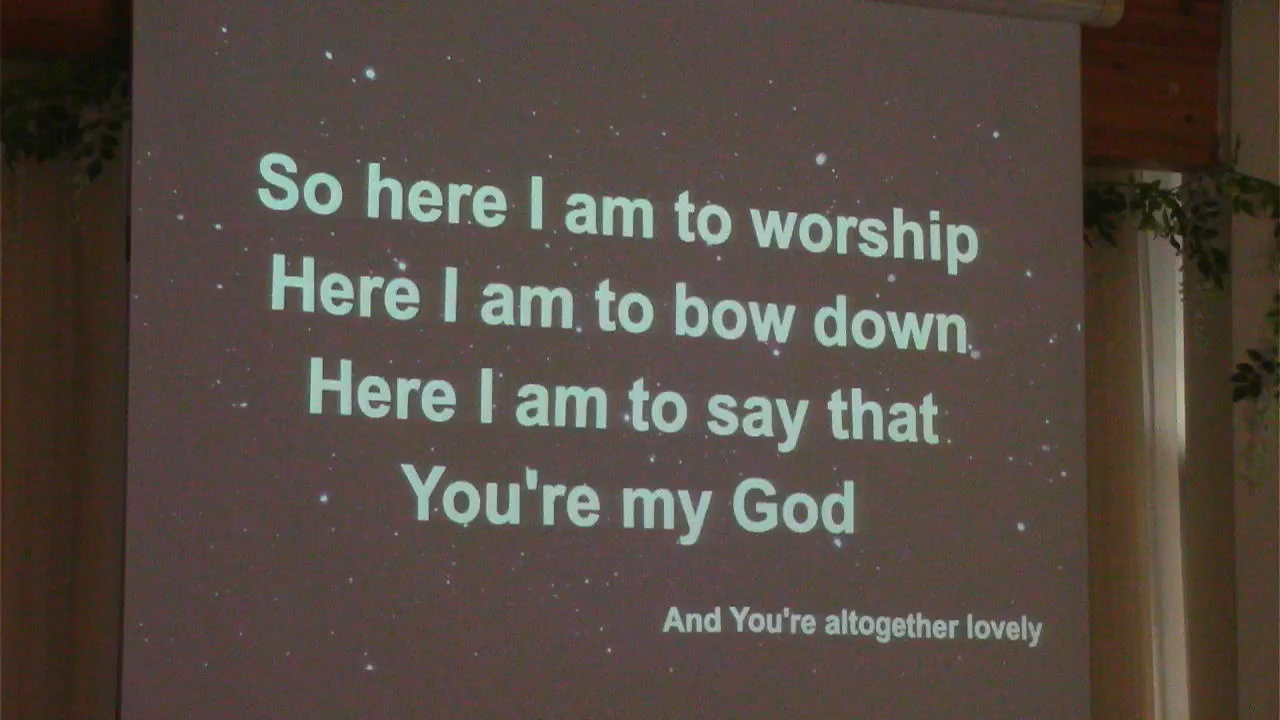 So here I am to worship
Here I am to bow down
Here I am to say that
You're my God
And You're altogether lovely